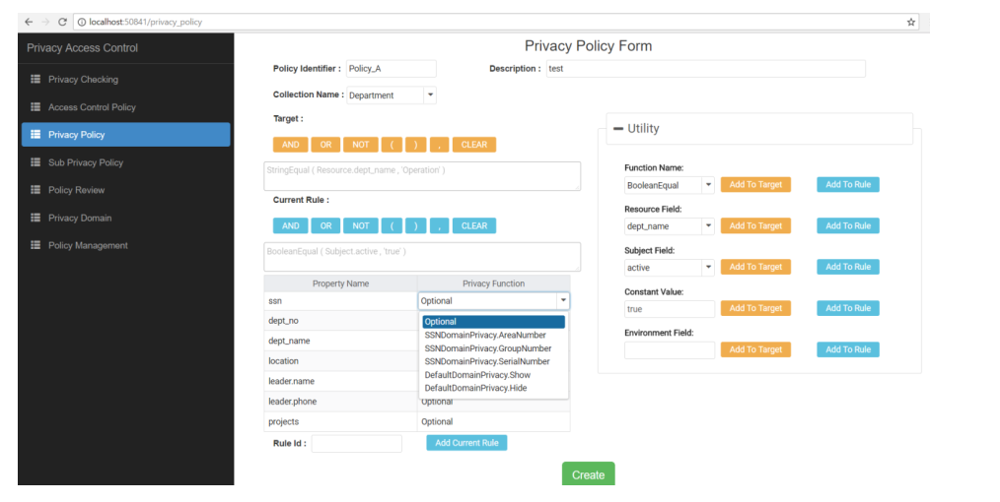 localhost:50841/privacy_policy
Privacy Access Control
Privacy Checking
Access Control Policy
Privacy Policy
Sub Privacy Policy
Policy Review
Privacy Domain
Policy Management
Privacy Policy Form
Policy Identifier : Policy_A Description : test
Collection Name : Department
Target :
AND OR NOT ( ) , CLEAR
StringEqual ( Resource.dept_name , 'Operation' )
Current Rule :
AND OR NOT ( ) , CLEAR
BooleanEqual ( Subject.active , 'true' )
Property Name Privacy Function
ssn Optional
dept_no
dept_name
location
leader.name
leader.phone Optional
projects Optional
Optional
SSNDomainPrivacy.AreaNumber
SSNDomainPrivacy.GroupNumber
SSNDomainPrivacy.SerialNumber
DefaultDomainPrivacy.Show
DefaultDomainPrivacy.Hide
Rule Id : Add Current Rule
Utility
Function Name:
BooleanEqual Add To Target Add To Rule
Resource Field:
dept_name Add To Target Add To Rule
Subject Field:
active Add To Target Add To Rule
Constant Value:
true Add To Target Add To Rule
Environment Field:
Add To Target Add To Rule
Create